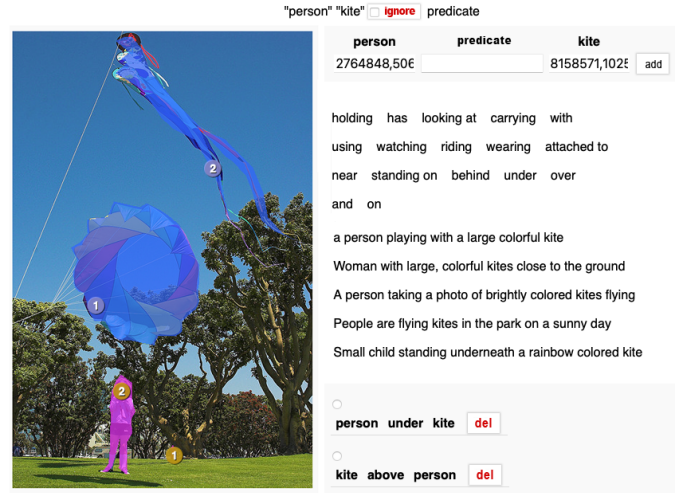 "person" "kite" ignore predicate
person predicate kite
2764848,506 8158571,1025 add
holding has looking at carrying with
using watching riding wearing attached to
near standing on behind under over
and on
a person playing with a large colorful kite
Woman with large, colorful kites close to the ground
A person taking a photo of brightly colored kites flying
People are flying kites in the park on a sunny day
Small child standing underneath a rainbow colored kite
person under kite del
kite above person del
2
1
2
1